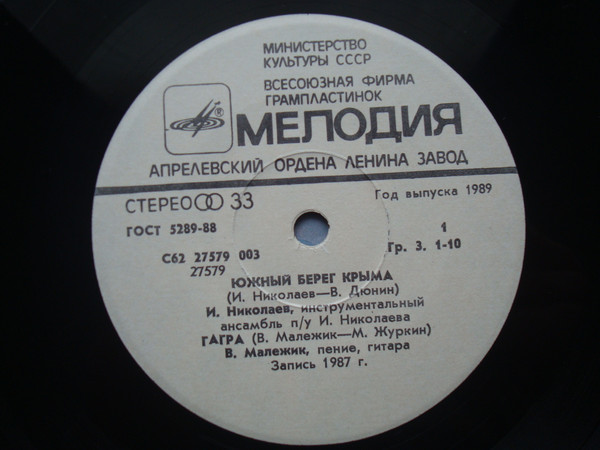 МИНИСТЕРСТВО
КУЛЬТУРЫ СССР
ВСЕСОЮЗНАЯ ФИРМА
ГРАМПЛАСТИНОК
МЕЛОДИЯ
АПРЕЛЕВСКИЙ ОРДЕНА ЛЕНИНА ЗАВОД
СТЕРЕО 33
Год выпуска 1989
ГОСТ 5289-88
1
С62 27579 003
Гр. 3. 1-10
27579
ЮЖНЫЙ БЕРЕГ КРЫМА
(И. Николаев—В. Дюнин)
И. Николаев, инструментальный
ансамбль п/у И. Николаева
ГАГРА (В. Малежик—М. Журкин)
В. Малежик, пение, гитара
Запись 1987 г.